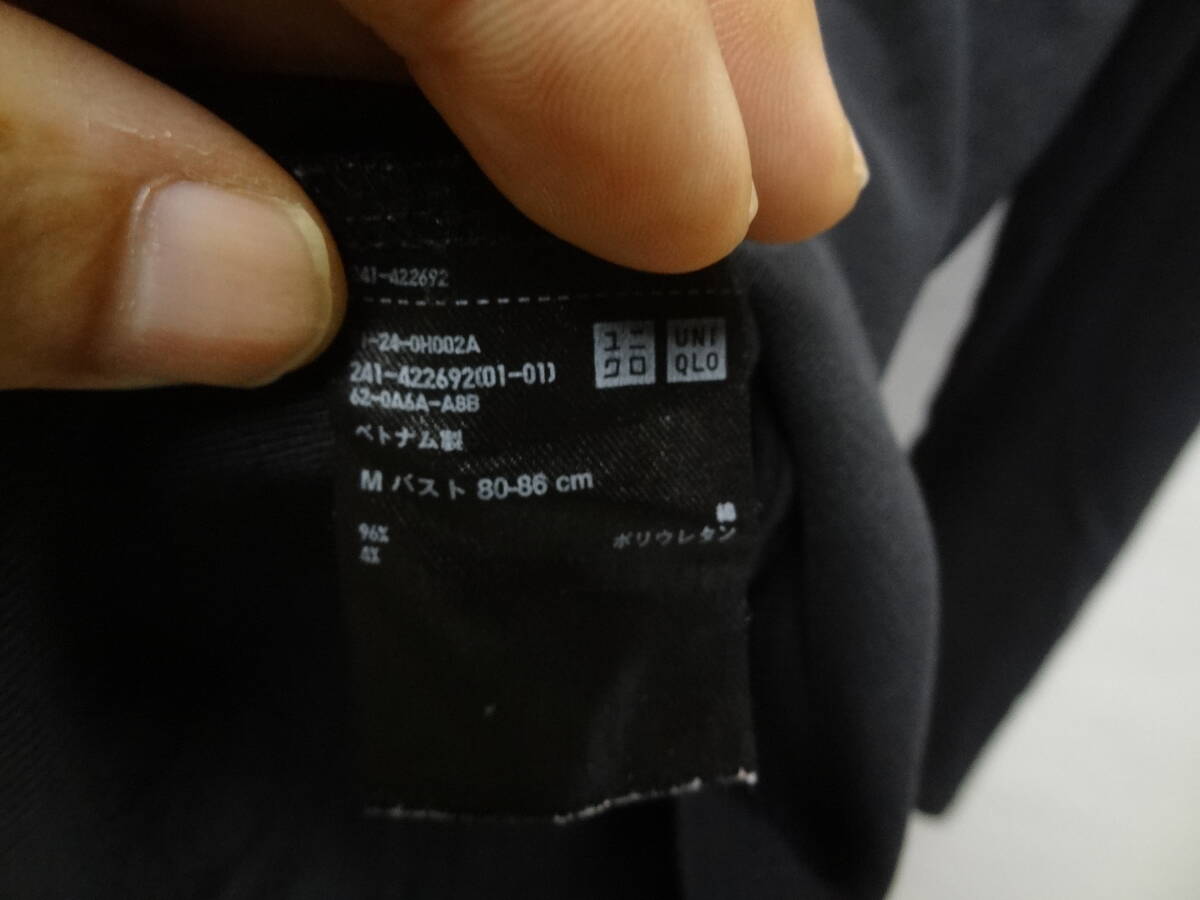 41-422692
-24-0H002A
ユニクロ
UNIQLO
241-422692(01-01)
62-0A6A-A8B
ベトナム製
M バスト 80-86 cm
綿
96%
ポリウレタン
4%